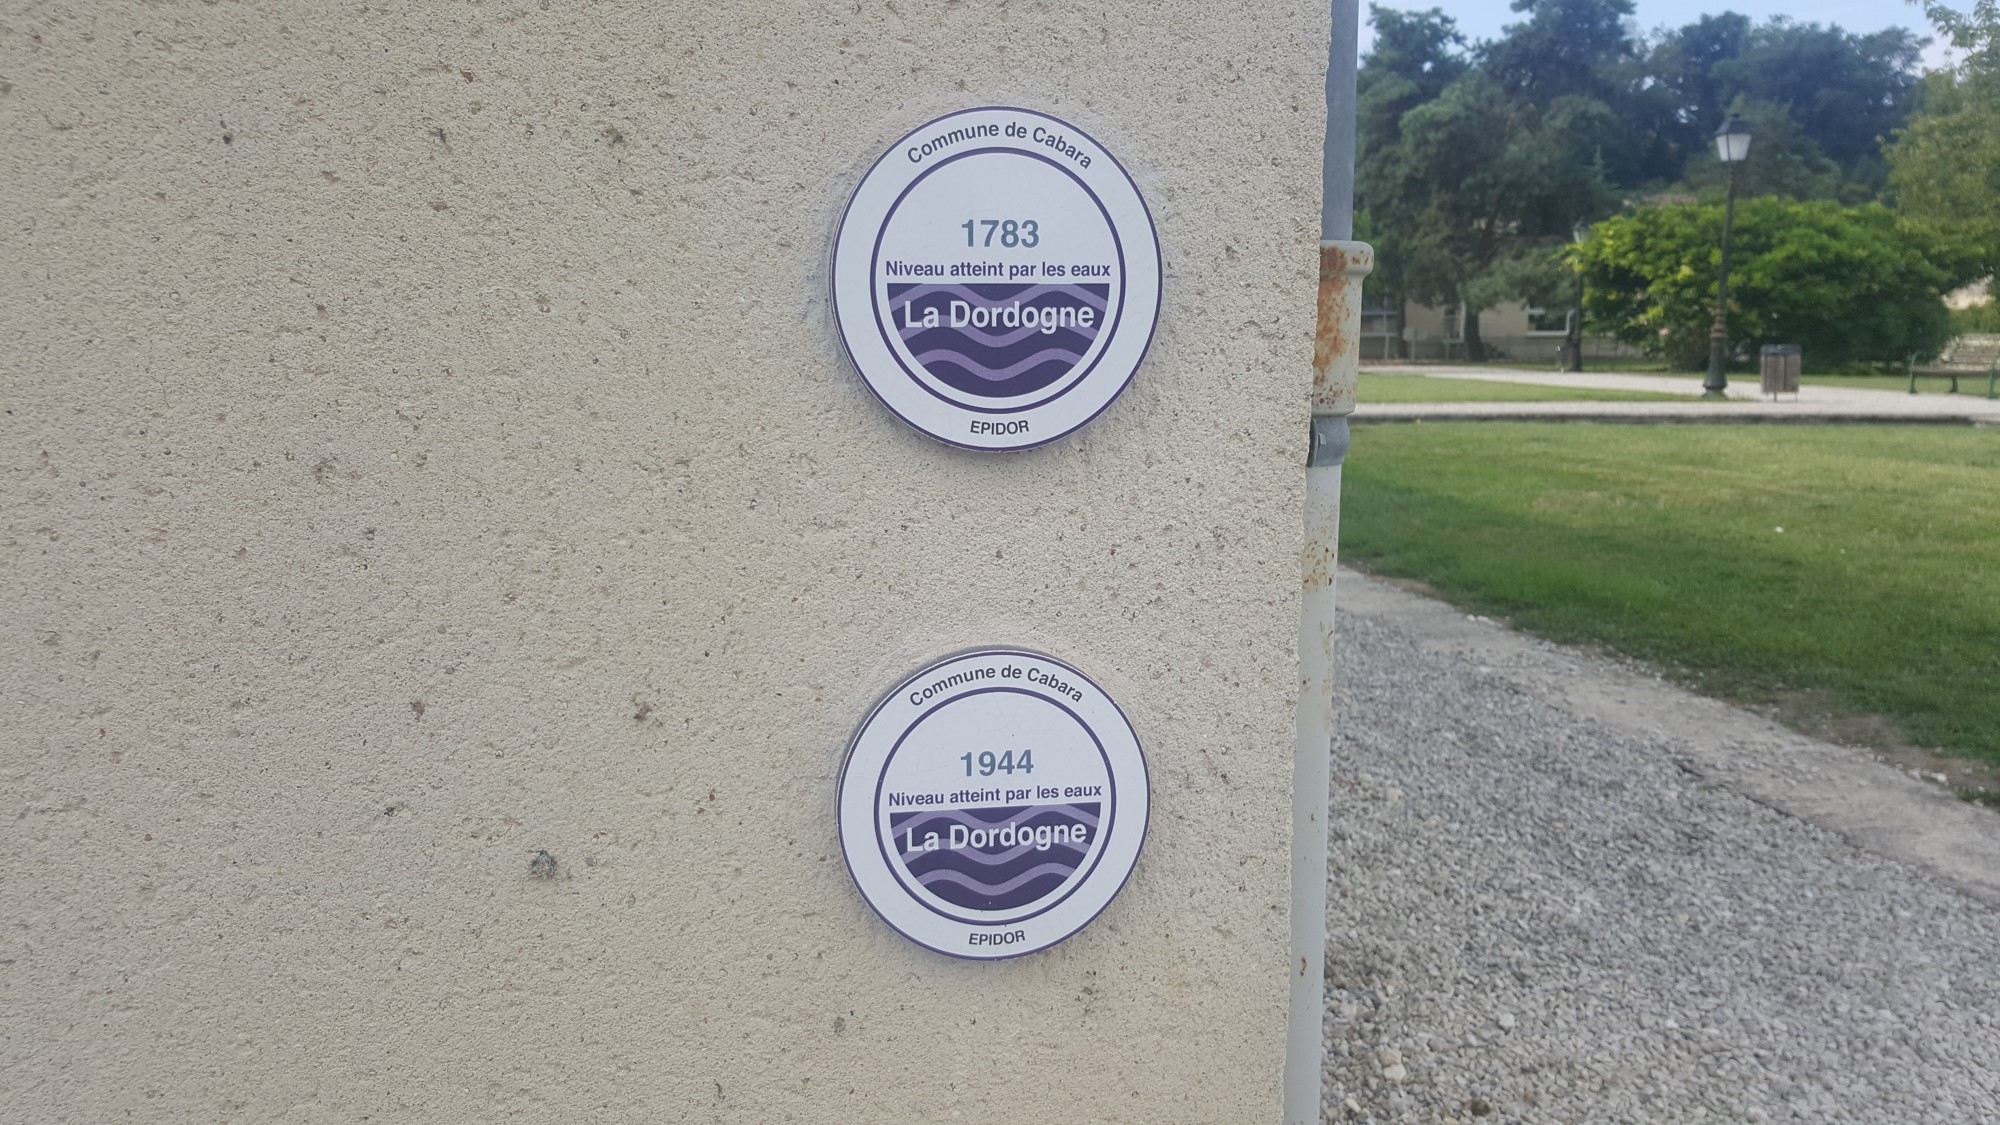 Commune de Cabara
1783
Niveau atteint par les eaux
La Dordogne
EPIDOR
Commune de Cabara
1944
Niveau atteint par les eaux
La Dordogne
EPIDOR